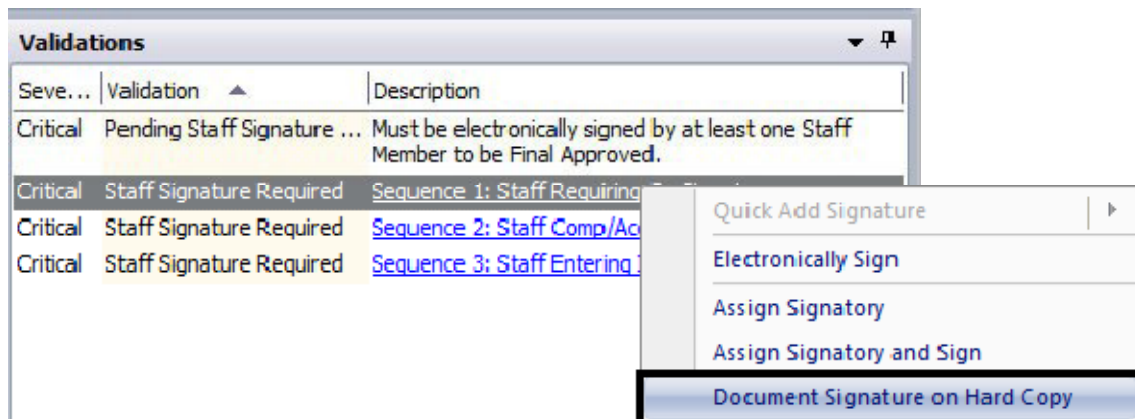 Validations
Seve... Validation Description
Critical Pending Staff Signature ... Must be electronically signed by at least one Staff
Member to be Final Approved.
Critical Staff Signature Required Sequence 1: Staff Requiring
Critical Staff Signature Required Sequence 2: Staff Comp/Ac
Critical Staff Signature Required Sequence 3: Staff Entering
Quick Add Signature
Electronically Sign
Assign Signatory
Assign Signatory and Sign
Document Signature on Hard Copy